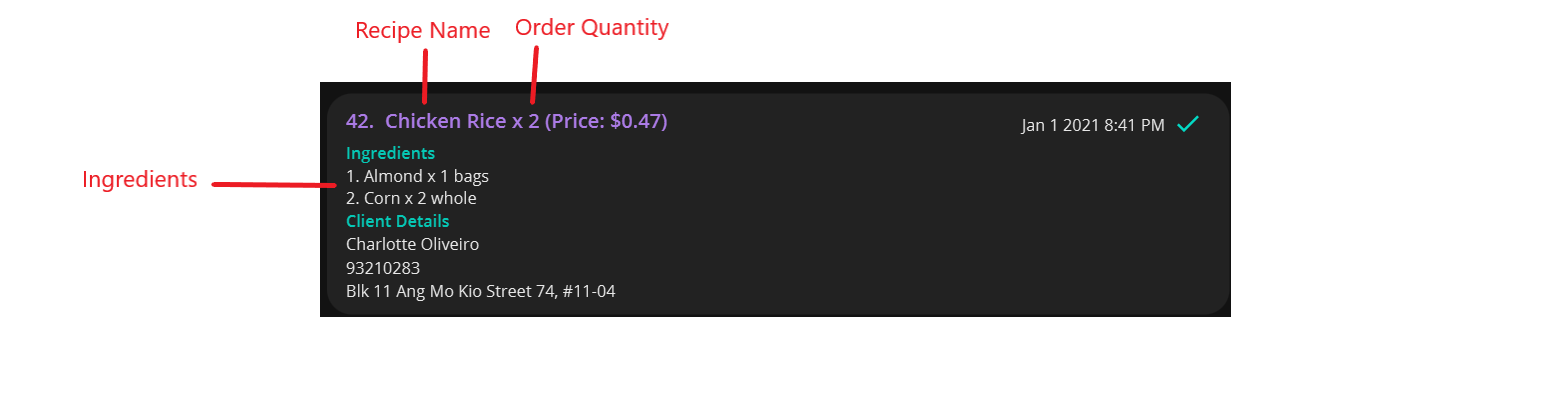 Recipe Name
Order Quantity
42. Chicken Rice x 2 (Price: $0.47)
Jan 1 2021 8:41 PM
Ingredients
Ingredients
1. Almond x 1 bags
2. Corn x 2 whole
Client Details
Charlotte Oliveiro
93210283
Blk 11 Ang Mo Kio Street 74, #11-04